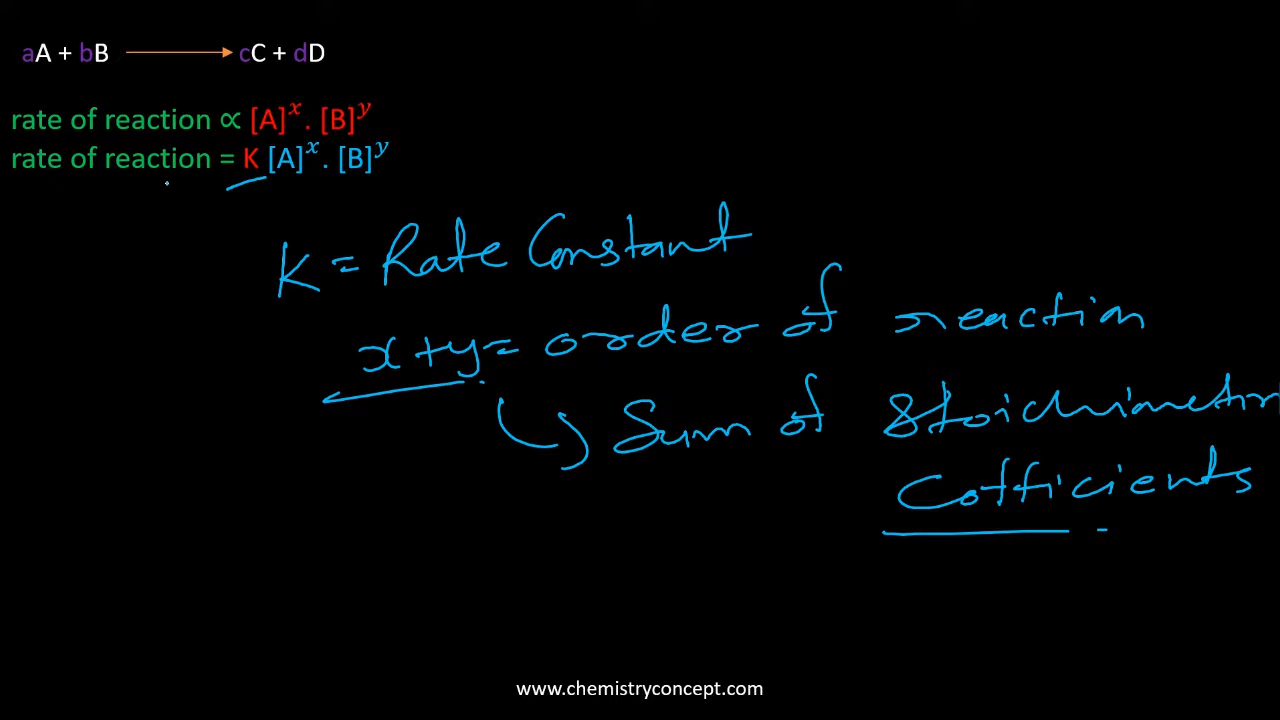 aA + bB → cC + dD
rate of reaction ∝ [A]^x . [B]^y
rate of reaction = K [A]^x . [B]^y
K = Rate Constant
x+y = order of reaction
↳ Sum of
Cofficients
www.chemistryconcept.com